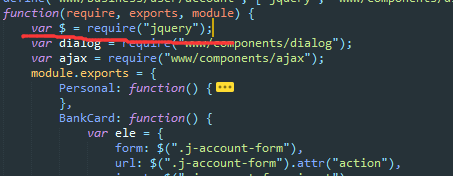 function(require, exports, module) {
var $ = require("jquery");
var dialog = require("www/components/dialog");
var ajax = require("www/components/ajax");
module.exports = {
Personal: function() {
},
BankCard: function() {
var ele = {
form: $(".j-account-form"),
url: $(".j-account-form").attr("action"),